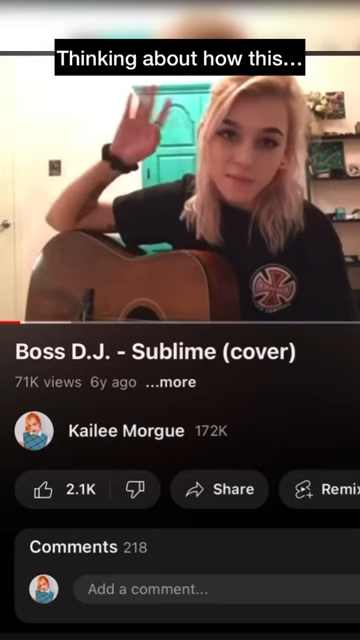 Thinking about how this...
Boss D.J. - Sublime (cover)
71K views 6y ago ...more
Kailee Morgue 172K
2.1K Share Remix
Comments 218
Add a comment...